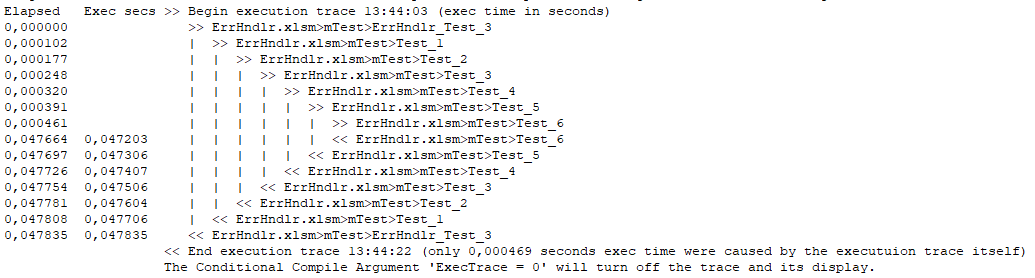 Elapsed   Exec secs >> Begin execution trace 13:44:03 (exec time in seconds)
0,000000               >> ErrHndlr.xlsm>mTest>ErrHndlr_Test_3
0,000102               |  >> ErrHndlr.xlsm>mTest>Test_1
0,000177               |  |  >> ErrHndlr.xlsm>mTest>Test_2
0,000248               |  |  |  >> ErrHndlr.xlsm>mTest>Test_3
0,000320               |  |  |  |  >> ErrHndlr.xlsm>mTest>Test_4
0,000391               |  |  |  |  |  >> ErrHndlr.xlsm>mTest>Test_5
0,000461               |  |  |  |  |  |  >> ErrHndlr.xlsm>mTest>Test_6
0,047664  0,047203     |  |  |  |  |  |  << ErrHndlr.xlsm>mTest>Test_6
0,047697  0,047306     |  |  |  |  |  << ErrHndlr.xlsm>mTest>Test_5
0,047726  0,047407     |  |  |  |  << ErrHndlr.xlsm>mTest>Test_4
0,047754  0,047506     |  |  |  << ErrHndlr.xlsm>mTest>Test_3
0,047781  0,047604     |  |  << ErrHndlr.xlsm>mTest>Test_2
0,047808  0,047706     |  << ErrHndlr.xlsm>mTest>Test_1
0,047835  0,047835     << ErrHndlr.xlsm>mTest>ErrHndlr_Test_3
                    << End execution trace 13:44:22 (only 0,000469 seconds exec time were caused by the executuion trace itself)
                    The Conditional Compile Argument 'ExecTrace = 0' will turn off the trace and its display.